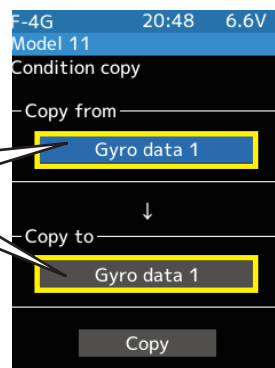 F-4G 20:48 6.6V
Model 11
Condition copy
Copy from
Gyro data 1
↓
Copy to
Gyro data 1
Copy